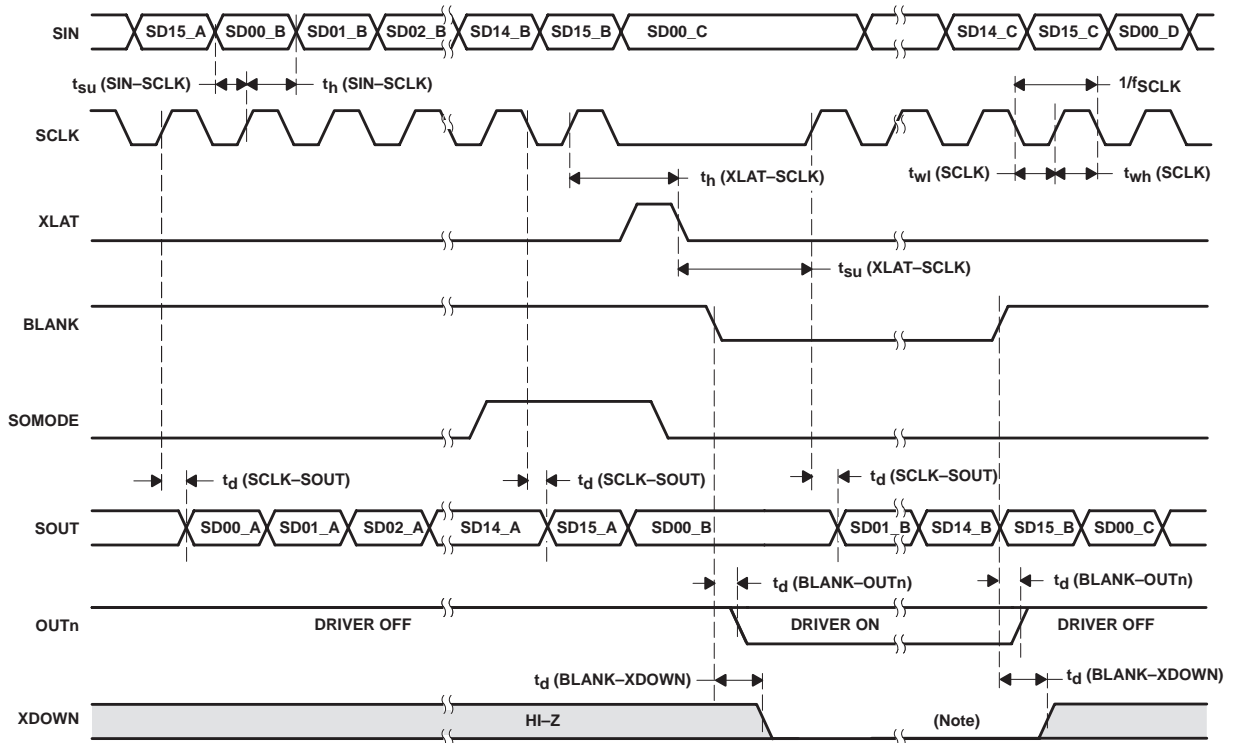 SIN SD15_A SD00_B SD01_B SD02_B SD14_B SD15_B SD00_C SD14_C SD15_C SD00_D
tsu (SIN–SCLK) th (SIN–SCLK) 1/fSCLK
SCLK
th (XLAT–SCLK) twl (SCLK) twh (SCLK)
XLAT
tsu (XLAT–SCLK)
BLANK
SOMODE
td (SCLK–SOUT) td (SCLK–SOUT) td (SCLK–SOUT)
SOUT SD00_A SD01_A SD02_A SD14_A SD15_A SD00_B SD01_B SD14_B SD15_B SD00_C
td (BLANK–OUTn) td (BLANK–OUTn)
OUTn DRIVER OFF DRIVER ON DRIVER OFF
td (BLANK–XDOWN) td (BLANK–XDOWN)
XDOWN HI–Z (Note)